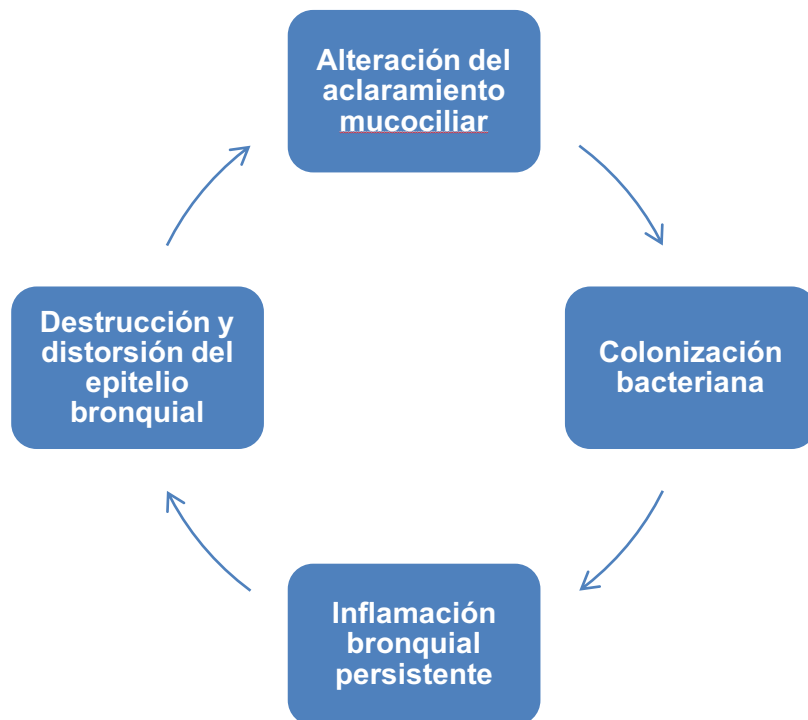 Alteración del
aclaramiento
mucociliar
Colonización
bacteriana
Inflamación
bronquial
persistente
Destrucción y
distorsión del
epitelio
bronquial